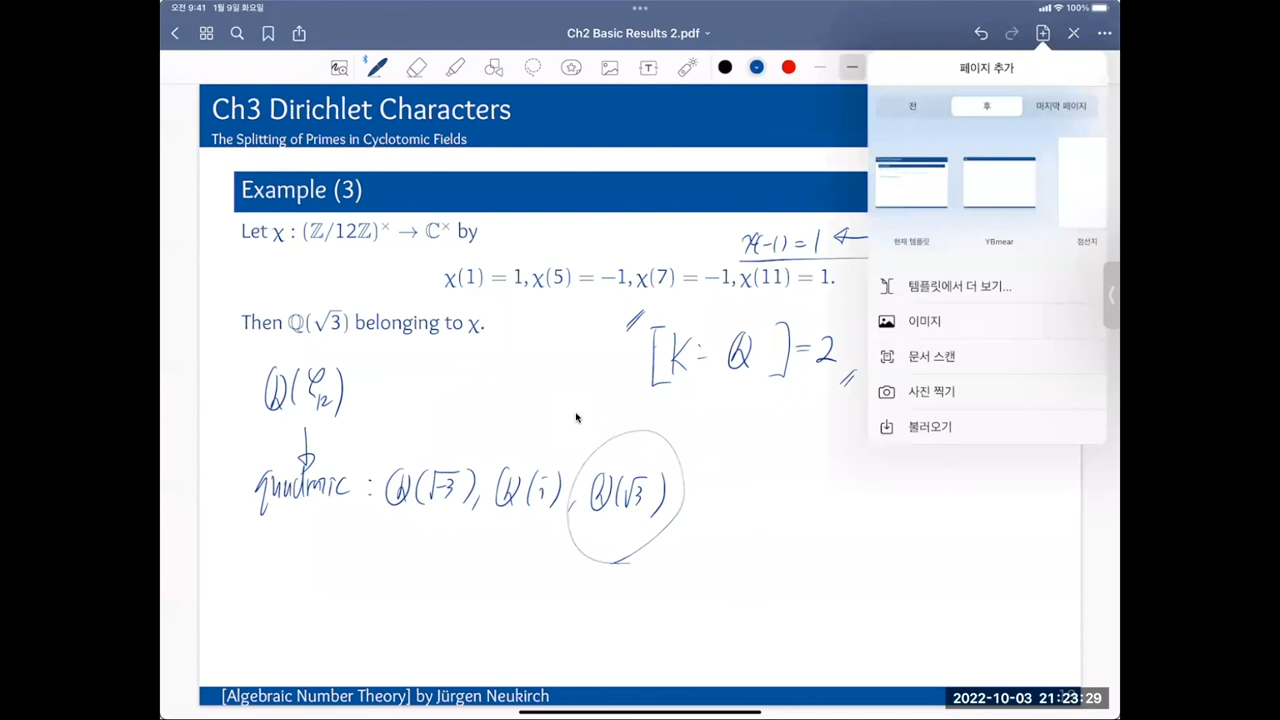 오전 9:41 1월 9일 화요일
100%
Ch2 Basic Results 2.pdf
페이지 추가
전 후 마지막 페이지
현재 템플릿 YBmear 점선지
템플릿에서 더 보기...
이미지
문서 스캔
사진 찍기
불러오기
Ch3 Dirichlet Characters
The Splitting of Primes in Cyclotomic Fields
Example (3)
Let χ : (ℤ/12ℤ)× → ℂ× by
χ(-1) = 1 ←
χ(1) = 1, χ(5) = −1, χ(7) = −1, χ(11) = 1.
Then ℚ(√3) belonging to χ.
[K : ℚ] = 2
ℚ(ζ12)
↓
: ℚ(√-3), ℚ(i), ℚ(√3)
[Algebraic Number Theory] by Jürgen Neukirch
2022-10-03 21:23:29